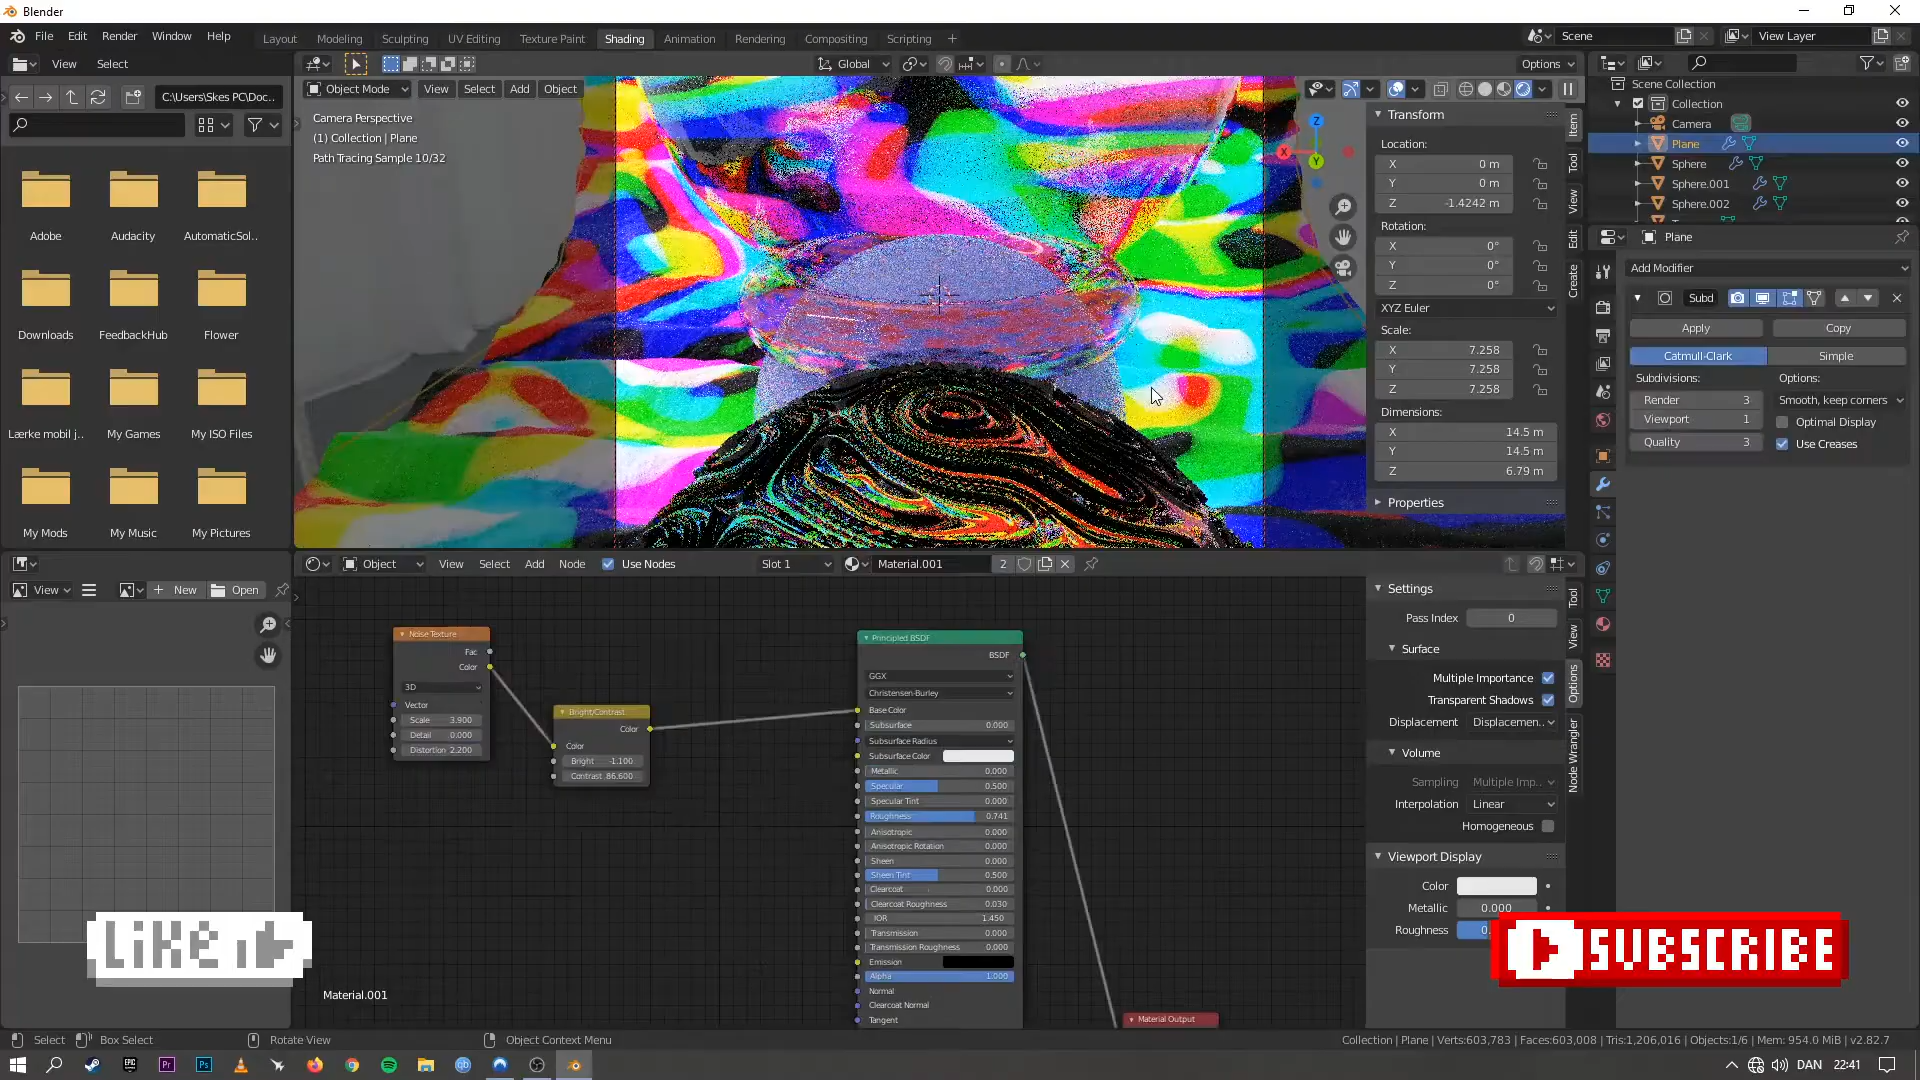 Blender
File Edit Render Window Help
Layout Modeling Sculpting UV Editing Texture Paint Shading Animation Rendering Compositing Scripting +
Scene
View Layer
View Select
Global
Options
C:\Users\Skes PC\Doc..
Object Mode View Select Add Object
Camera Perspective
(1) Collection | Plane
Path Tracing Sample 10/32
Adobe Audacity AutomaticSol..
Downloads FeedbackHub Flower
Lærke mobil j.. My Games My ISO Files
My Mods My Music My Pictures
Z
X
Y
Transform
Location:
X 0 m
Y 0 m
Z -1.4242 m
Rotation:
X 0°
Y 0°
Z 0°
XYZ Euler
Scale:
X 7.258
Y 7.258
Z 7.258
Dimensions:
X 14.5 m
Y 14.5 m
Z 6.79 m
Properties
Item
Tool
View
Edit
Create
Scene Collection
Collection
Camera
Plane
Sphere
Sphere.001
Sphere.002
Plane
Add Modifier
Subd
Apply Copy
Catmull-Clark Simple
Subdivisions: Options:
Render 3 Smooth, keep corners
Viewport 1 Optimal Display
Quality 3 Use Creases
View New Open
Object View Select Add Node Use Nodes Slot 1 Material.001 2
Noise Texture
Fac
Color
3D
Vector
Scale 3.900
Detail 0.000
Distortion 2.200
Bright/Contrast
Color
Color
Bright -1.100
Contrast 86.600
Principled BSDF
BSDF
GGX
Christensen-Burley
Base Color
Subsurface 0.000
Subsurface Radius
Subsurface Color
Metallic 0.000
Specular 0.500
Specular Tint 0.000
Roughness 0.741
Anisotropic 0.000
Anisotropic Rotation 0.000
Sheen 0.000
Sheen Tint 0.500
Clearcoat 0.000
Clearcoat Roughness 0.030
IOR 1.450
Transmission 0.000
Transmission Roughness 0.000
Emission
Alpha 1.000
Normal
Clearcoat Normal
Tangent
Material Output
Material.001
Settings
Pass Index 0
Surface
Multiple Importance
Transparent Shadows
Displacement Displacemen..
Volume
Sampling Multiple Imp..
Interpolation Linear
Homogeneous
Viewport Display
Color
Metallic 0.000
Roughness
Tool
View
Options
Node Wrangler
LiKE it
SUBSCRIBE
Select Box Select Rotate View Object Context Menu
Collection | Plane | Verts:603,783 | Faces:603,008 | Tris:1,206,016 | Objects:1/6 | Mem: 954.0 MiB | v2.82.7
EPIC Pr Ps qb
DAN 22:41